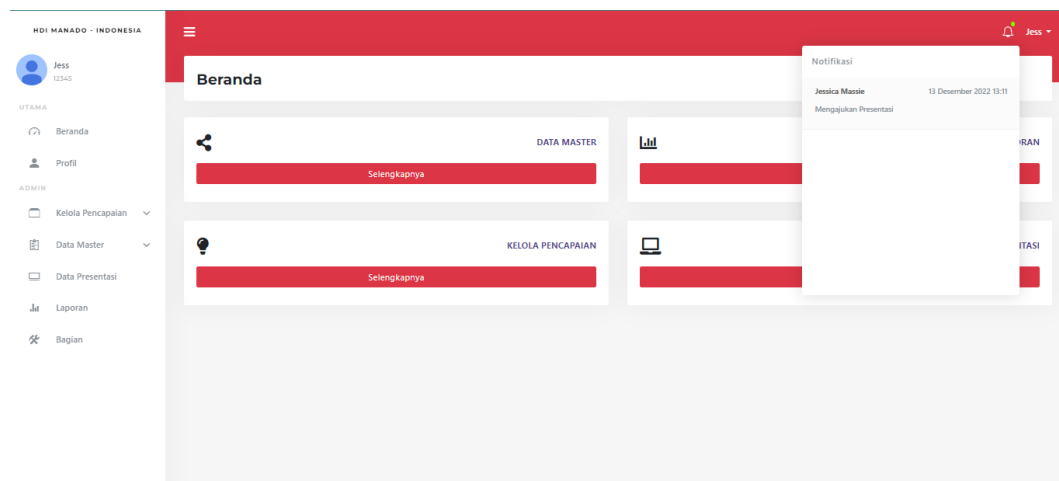 HDI MANADO - INDONESIA
Jess
12345
UTAMA
Beranda
Profil
ADMIN
Kelola Pencapaian
Data Master
Data Presentasi
Laporan
Bagian
Jess
Beranda
Notifikasi
Jessica Massie 13 Desember 2022 13:11
Mengajukan Presentasi
DATA MASTER
Selengkapnya
RAN
KELOLA PENCAPAIAN
Selengkapnya
TASI